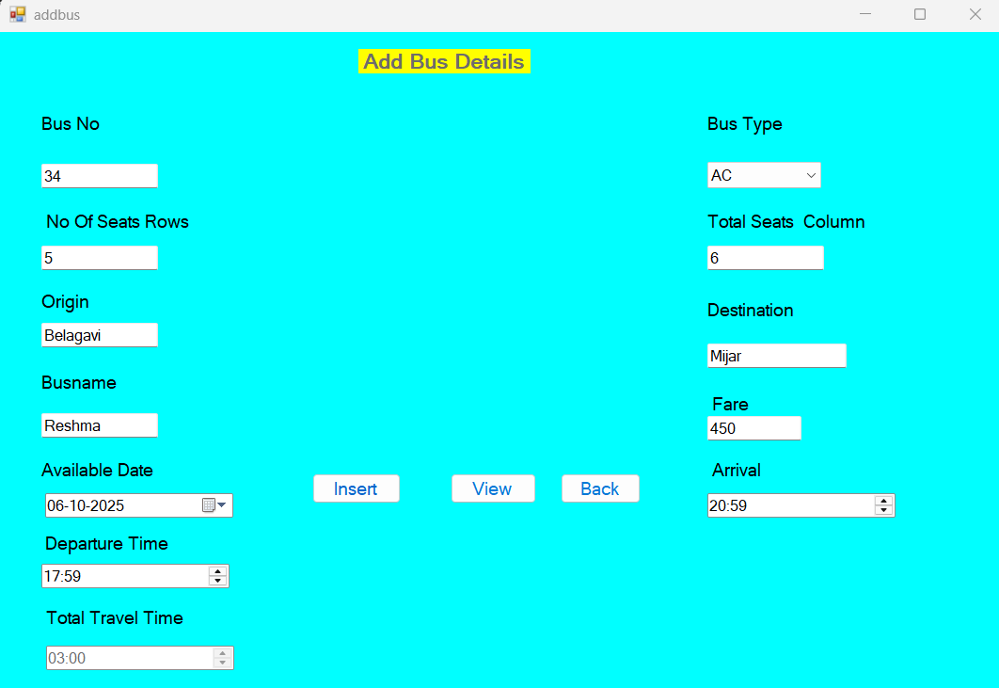 addbus
Add Bus Details
Bus No
Bus Type
34
AC
No Of Seats Rows
Total Seats  Column
5
6
Origin
Destination
Belagavi
Mijar
Busname
Fare
Reshma
450
Available Date
Arrival
Insert
View
Back
06-10-2025
20:59
Departure Time
17:59
Total Travel Time
03:00